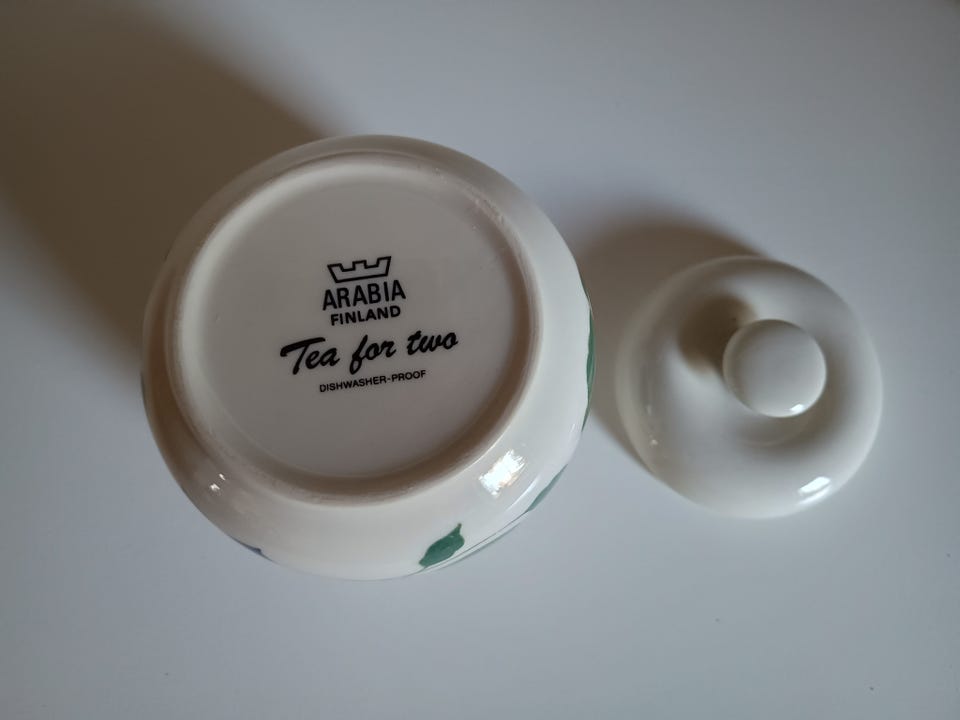 ARABIA
FINLAND
Tea for two
DISHWASHER-PROOF